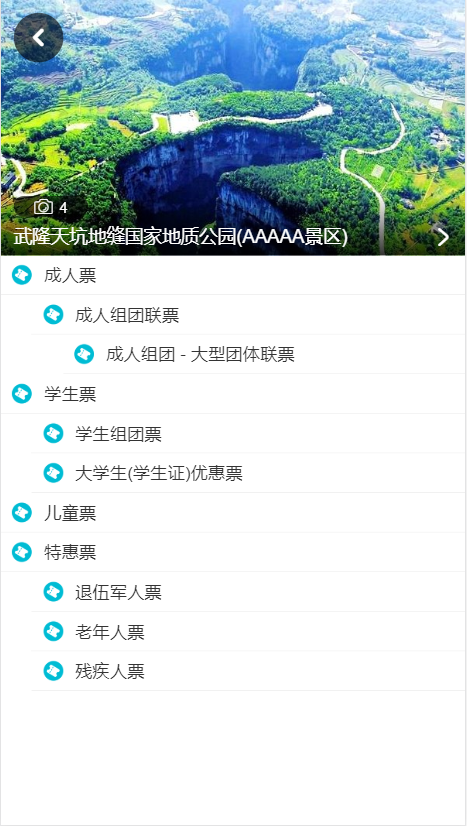 4
武隆天坑地缝国家地质公园(AAAAA景区)
成人票
成人组团联票
成人组团 - 大型团体联票
学生票
学生组团票
大学生(学生证)优惠票
儿童票
特惠票
退伍军人票
老年人票
残疾人票